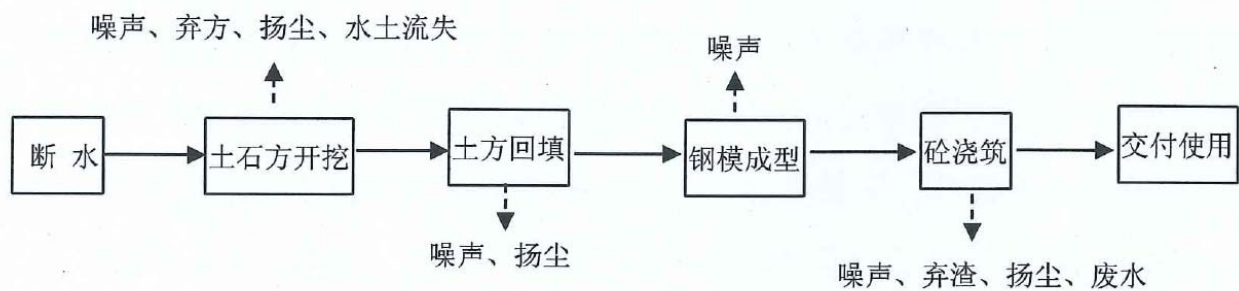 噪声、弃方、扬尘、水土流失
噪声
断 水
土石方开挖
土方回填
钢模成型
砼浇筑
交付使用
噪声、扬尘
噪声、弃渣、扬尘、废水